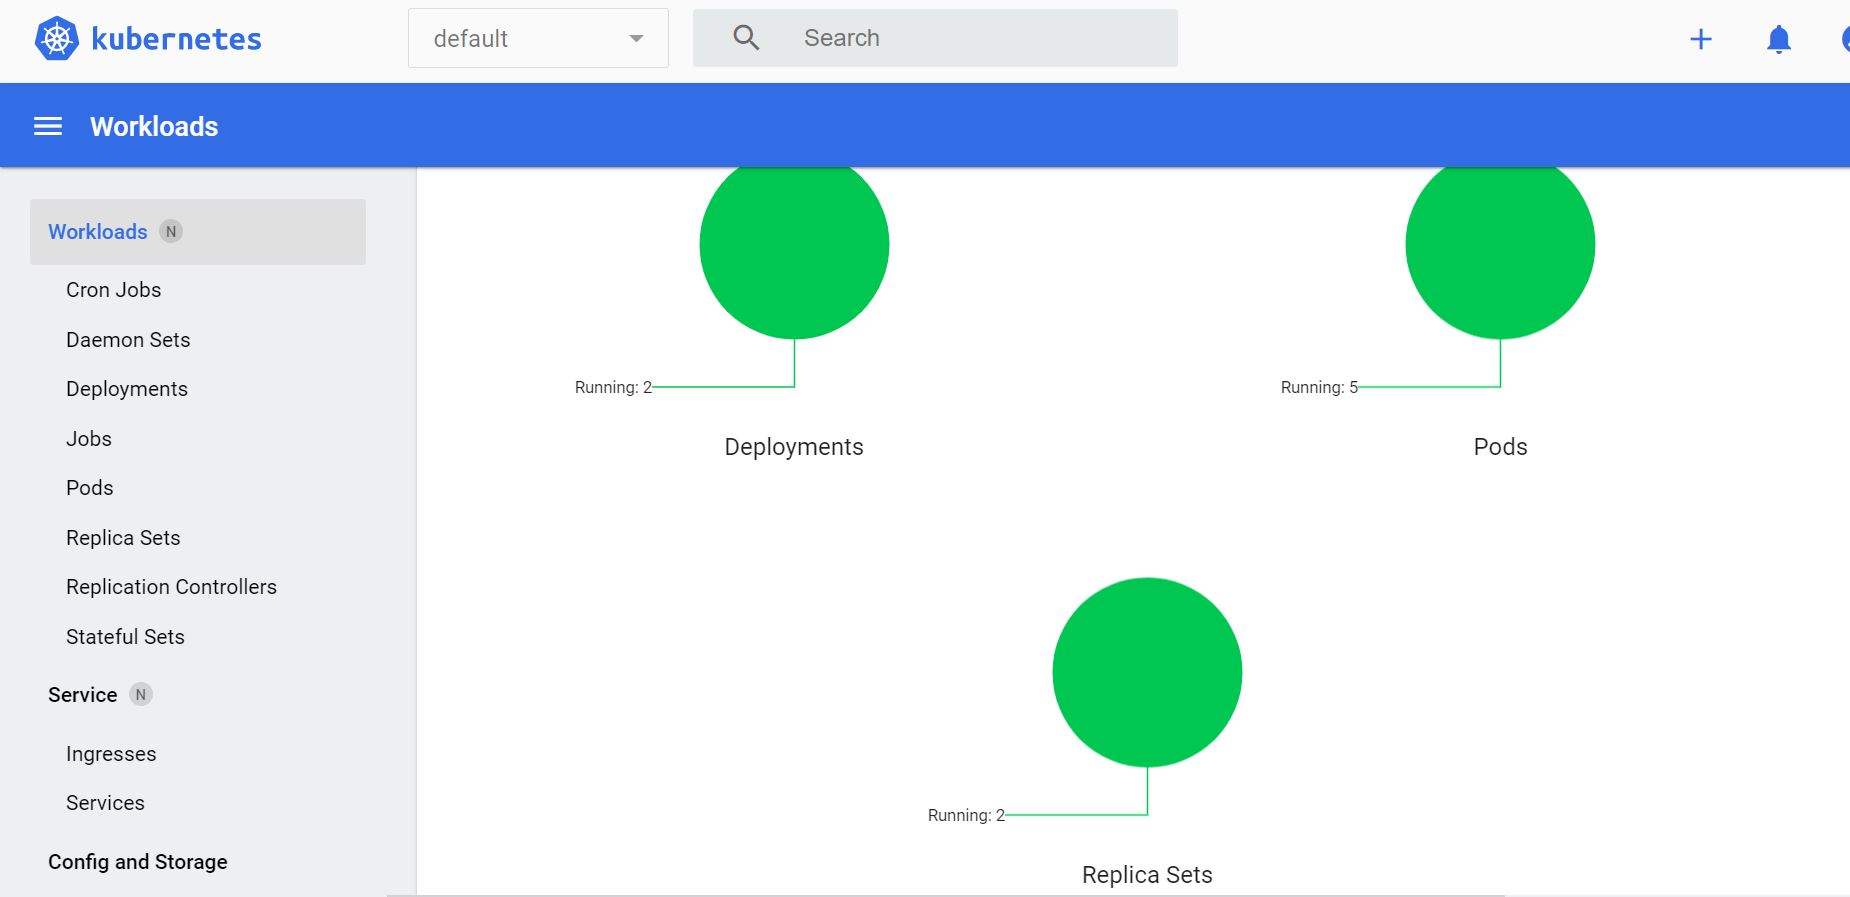 kubernetes
default
Search
Workloads
Workloads N
Cron Jobs
Daemon Sets
Deployments
Jobs
Pods
Replica Sets
Replication Controllers
Stateful Sets
Service N
Ingresses
Services
Config and Storage
Running: 2
Deployments
Running: 5
Pods
Running: 2
Replica Sets